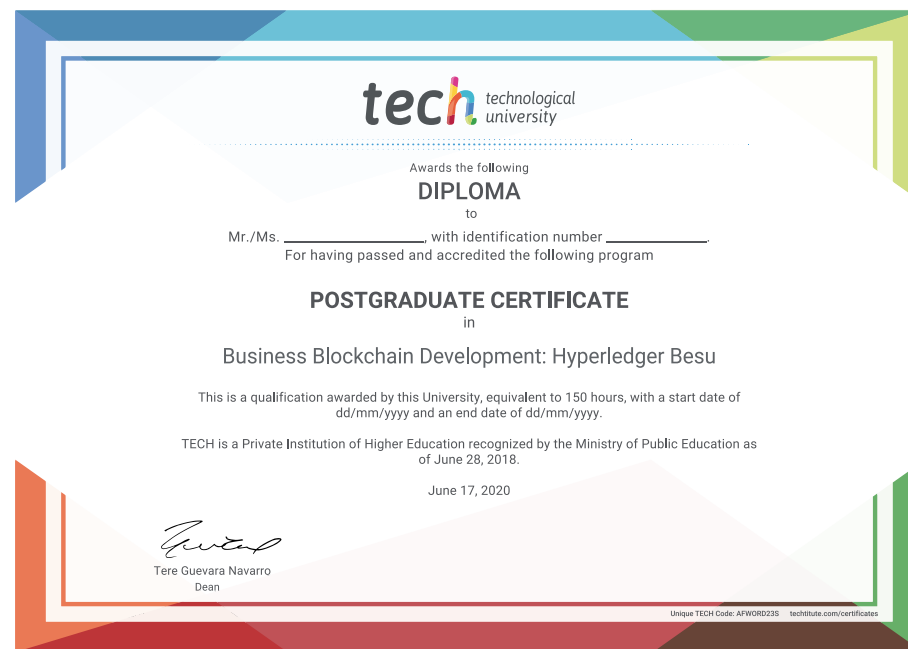 tech technological
university
Awards the following
DIPLOMA
to
Mr./Ms. ________________, with identification number ____________.
For having passed and accredited the following program
POSTGRADUATE CERTIFICATE
in
Business Blockchain Development: Hyperledger Besu
This is a qualification awarded by this University, equivalent to 150 hours, with a start date of
dd/mm/yyyy and an end date of dd/mm/yyyy.
TECH is a Private Institution of Higher Education recognized by the Ministry of Public Education as
of June 28, 2018.
June 17, 2020
Tere Guevara Navarro
Dean
Unique TECH Code: AFWORD23S techtitute.com/certificates